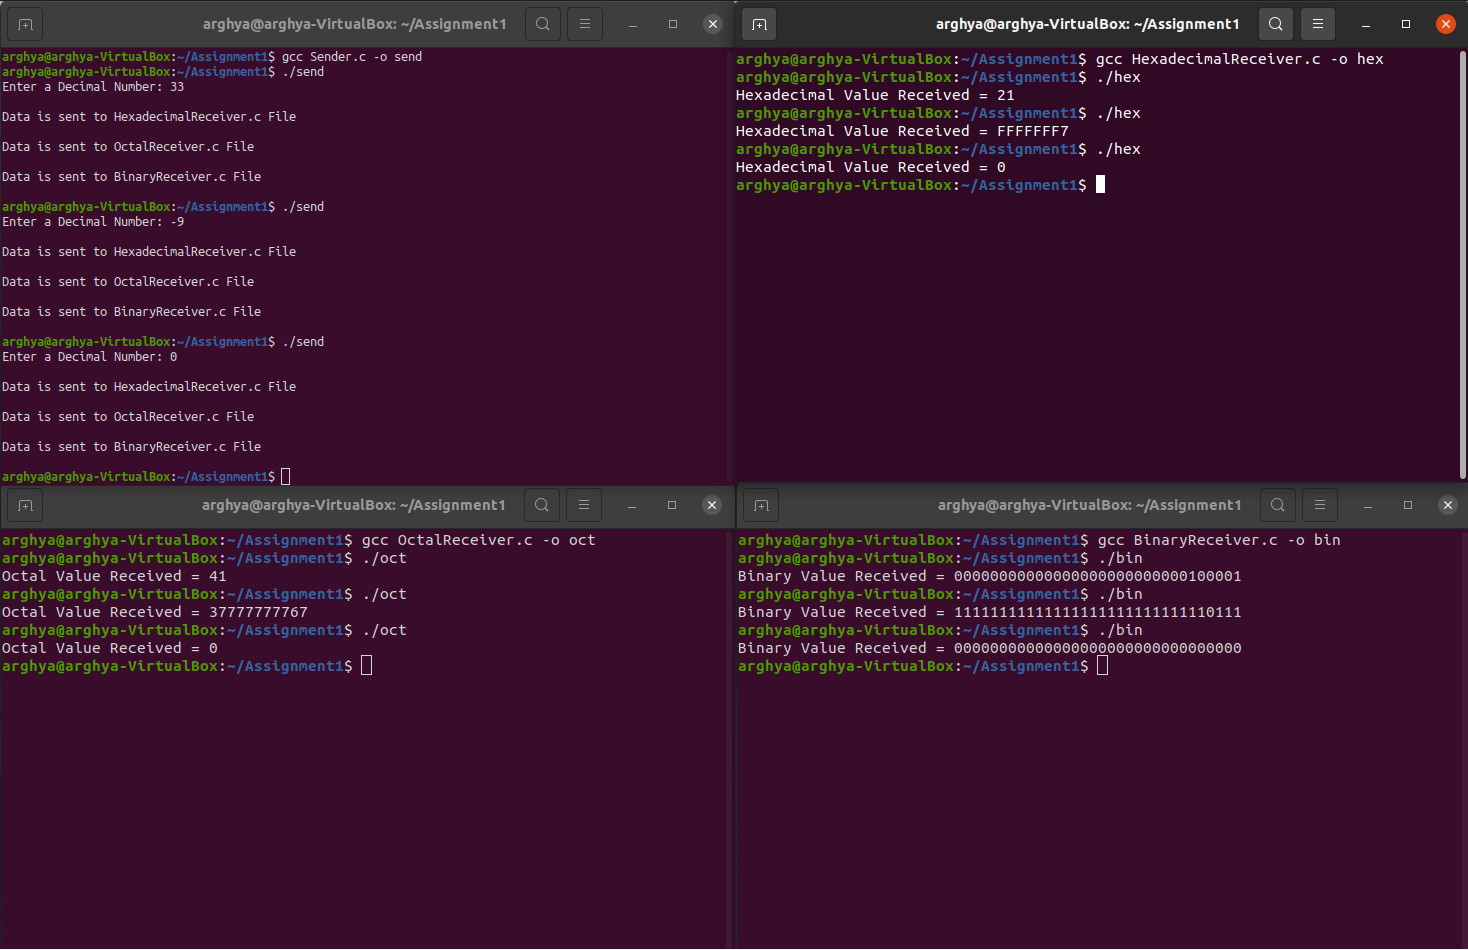 arghya@arghya-VirtualBox: ~/Assignment1
arghya@arghya-VirtualBox:~/Assignment1$ gcc Sender.c -o send
arghya@arghya-VirtualBox:~/Assignment1$ ./send
Enter a Decimal Number: 33
Data is sent to HexadecimalReceiver.c File
Data is sent to OctalReceiver.c File
Data is sent to BinaryReceiver.c File
arghya@arghya-VirtualBox:~/Assignment1$ ./send
Enter a Decimal Number: -9
Data is sent to HexadecimalReceiver.c File
Data is sent to OctalReceiver.c File
Data is sent to BinaryReceiver.c File
arghya@arghya-VirtualBox:~/Assignment1$ ./send
Enter a Decimal Number: 0
Data is sent to HexadecimalReceiver.c File
Data is sent to OctalReceiver.c File
Data is sent to BinaryReceiver.c File
arghya@arghya-VirtualBox:~/Assignment1$
arghya@arghya-VirtualBox: ~/Assignment1
arghya@arghya-VirtualBox:~/Assignment1$ gcc HexadecimalReceiver.c -o hex
arghya@arghya-VirtualBox:~/Assignment1$ ./hex
Hexadecimal Value Received = 21
arghya@arghya-VirtualBox:~/Assignment1$ ./hex
Hexadecimal Value Received = FFFFFFF7
arghya@arghya-VirtualBox:~/Assignment1$ ./hex
Hexadecimal Value Received = 0
arghya@arghya-VirtualBox:~/Assignment1$
arghya@arghya-VirtualBox: ~/Assignment1
arghya@arghya-VirtualBox:~/Assignment1$ gcc OctalReceiver.c -o oct
arghya@arghya-VirtualBox:~/Assignment1$ ./oct
Octal Value Received = 41
arghya@arghya-VirtualBox:~/Assignment1$ ./oct
Octal Value Received = 37777777767
arghya@arghya-VirtualBox:~/Assignment1$ ./oct
Octal Value Received = 0
arghya@arghya-VirtualBox:~/Assignment1$
arghya@arghya-VirtualBox: ~/Assignment1
arghya@arghya-VirtualBox:~/Assignment1$ gcc BinaryReceiver.c -o bin
arghya@arghya-VirtualBox:~/Assignment1$ ./bin
Binary Value Received = 00000000000000000000000000100001
arghya@arghya-VirtualBox:~/Assignment1$ ./bin
Binary Value Received = 11111111111111111111111111110111
arghya@arghya-VirtualBox:~/Assignment1$ ./bin
Binary Value Received = 00000000000000000000000000000000
arghya@arghya-VirtualBox:~/Assignment1$